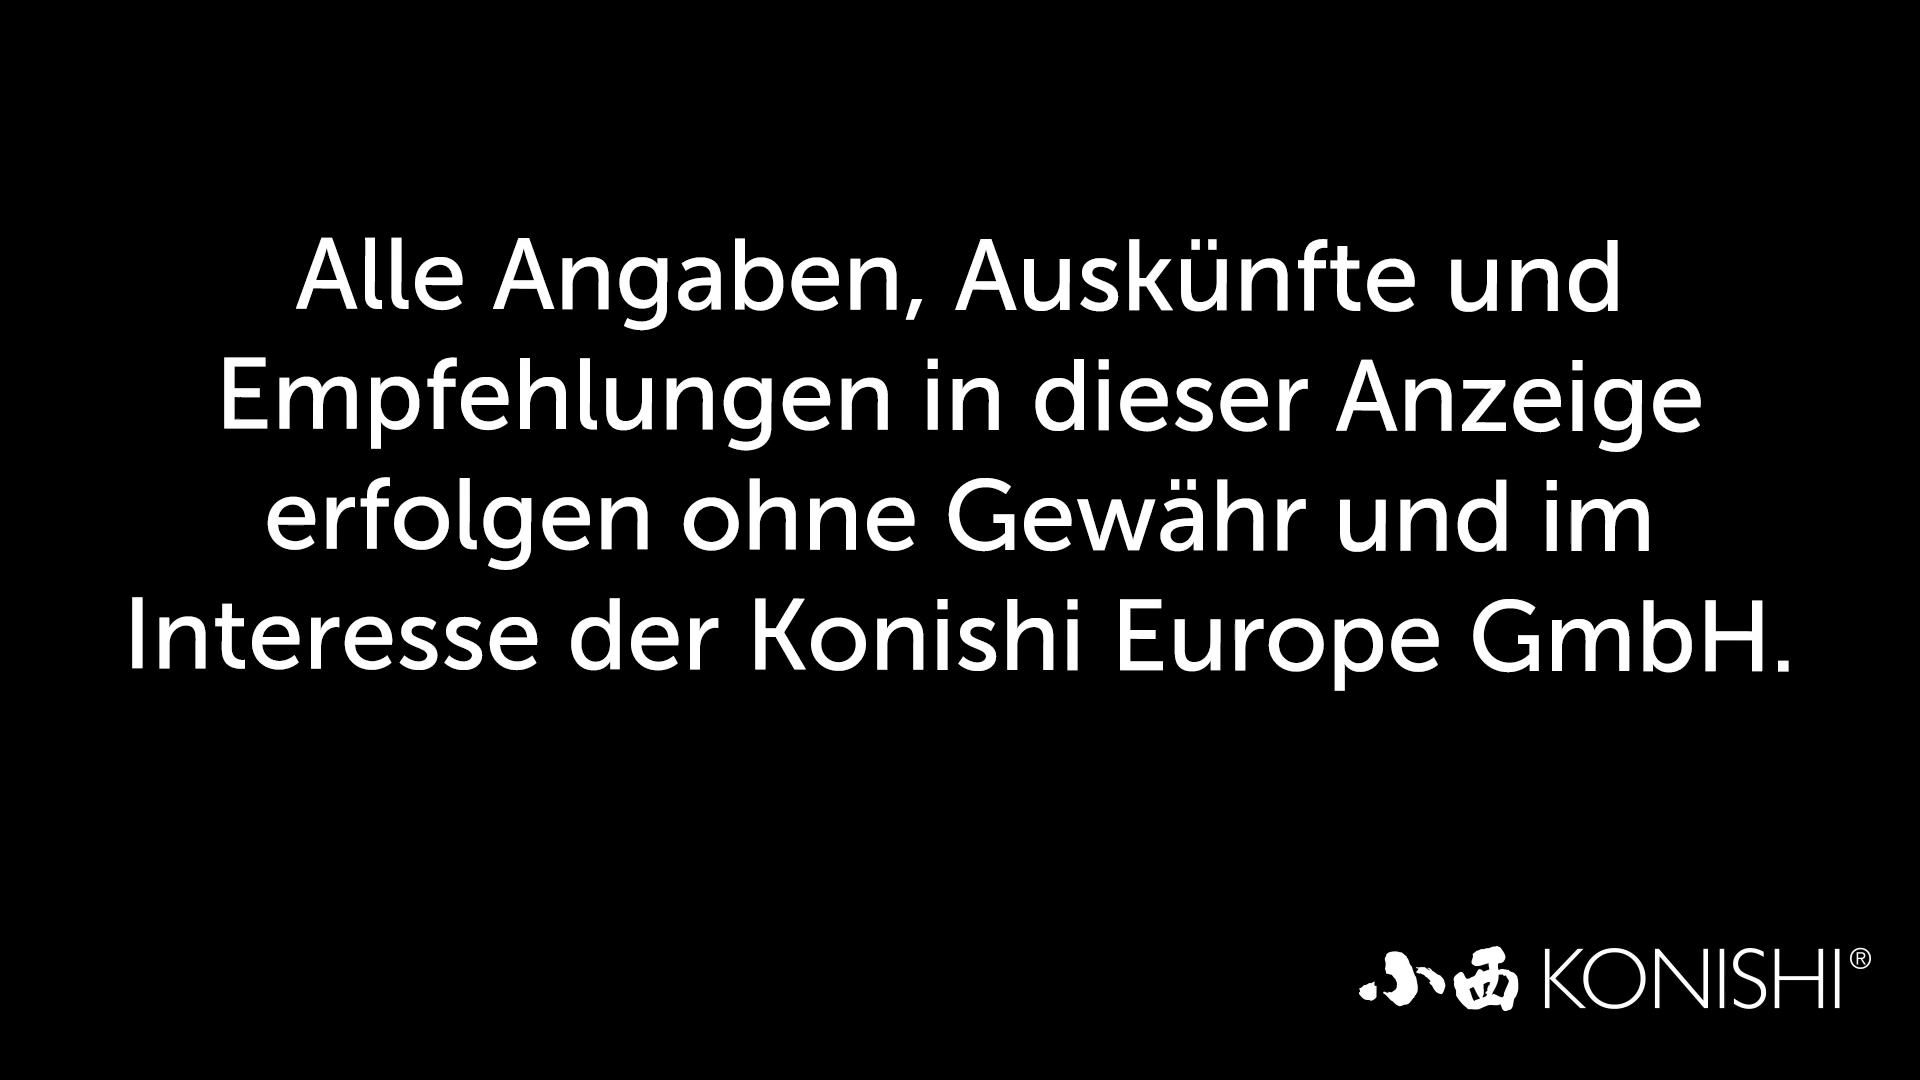 Alle Angaben, Auskünfte und
Empfehlungen in dieser Anzeige
erfolgen ohne Gewähr und im
Interesse der Konishi Europe GmbH.
小西 KONISHI®